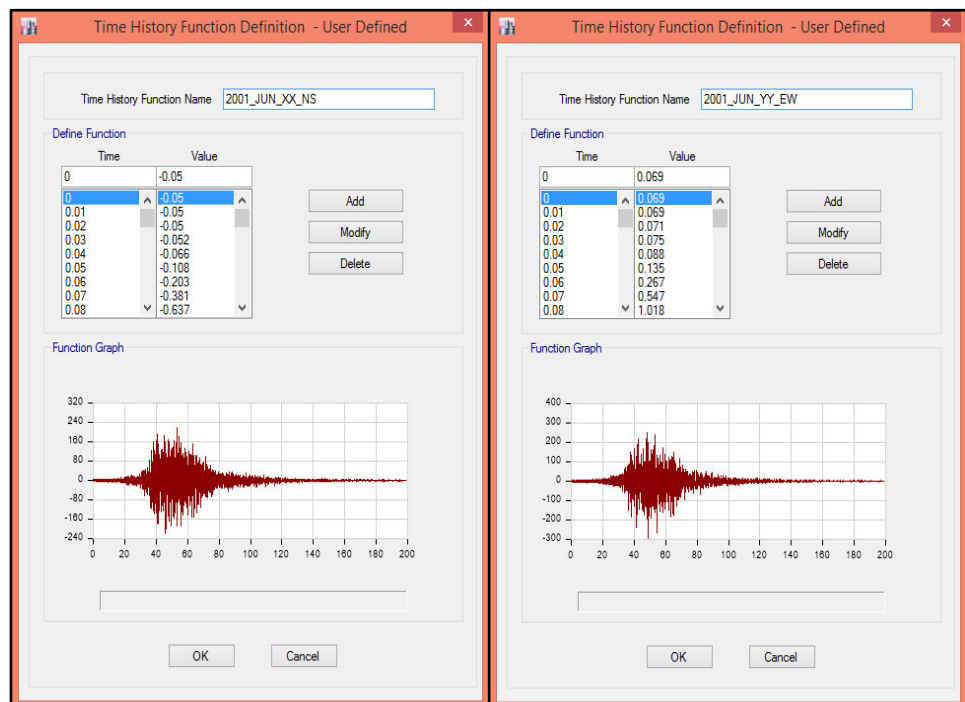 Time History Function Definition - User Defined
Time History Function Name 2001_JUN_XX_NS
Define Function
Time Value
0 -0.05
0 -0.05
0.01 -0.05
0.02 -0.05
0.03 -0.052
0.04 -0.066
0.05 -0.108
0.06 -0.203
0.07 -0.381
0.08 -0.637
Add
Modify
Delete
Function Graph
320
240
160
80
0
-80
-160
-240
0 20 40 60 80 100 120 140 160 180 200
OK Cancel
Time History Function Definition - User Defined
Time History Function Name 2001_JUN_YY_EW
Define Function
Time Value
0 0.069
0 0.069
0.01 0.069
0.02 0.071
0.03 0.075
0.04 0.088
0.05 0.135
0.06 0.267
0.07 0.547
0.08 1.018
Add
Modify
Delete
Function Graph
400
300
200
100
0
-100
-200
-300
0 20 40 60 80 100 120 140 160 180 200
OK Cancel